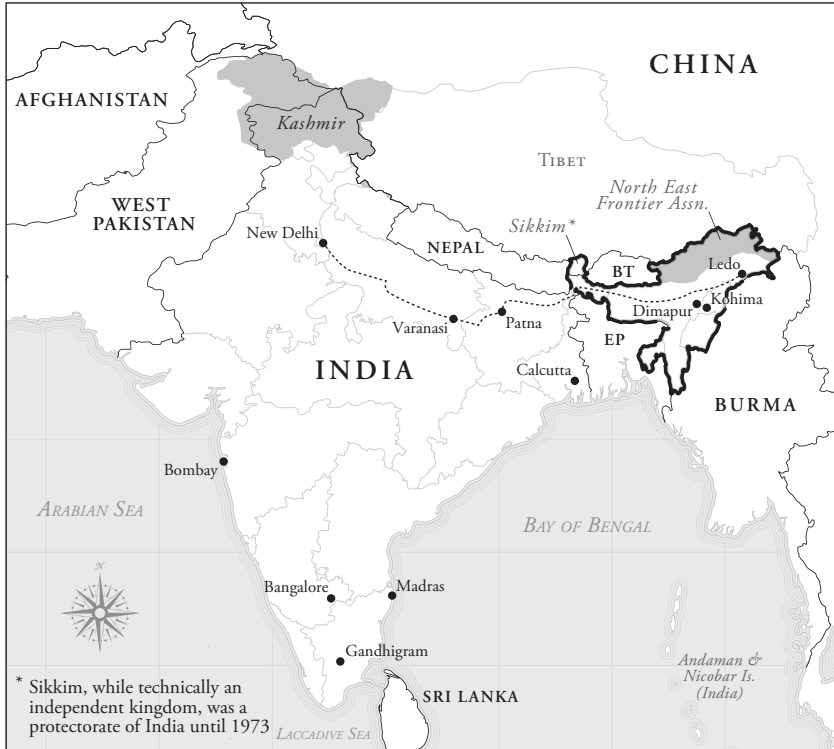 CHINA
AFGHANISTAN
Kashmir
TIBET
North East
Frontier Assn.
WEST
PAKISTAN
Sikkim*
New Delhi
NEPAL
BT
Ledo
Dimapur
Kohima
Varanasi
Patna
EP
INDIA
Calcutta
BURMA
Bombay
ARABIAN SEA
BAY OF BENGAL
N
Bangalore
Madras
Gandhigram
Andaman &
Nicobar Is.
(India)
* Sikkim, while technically an
independent kingdom, was a
protectorate of India until 1973
SRI LANKA
LACCADIVE SEA